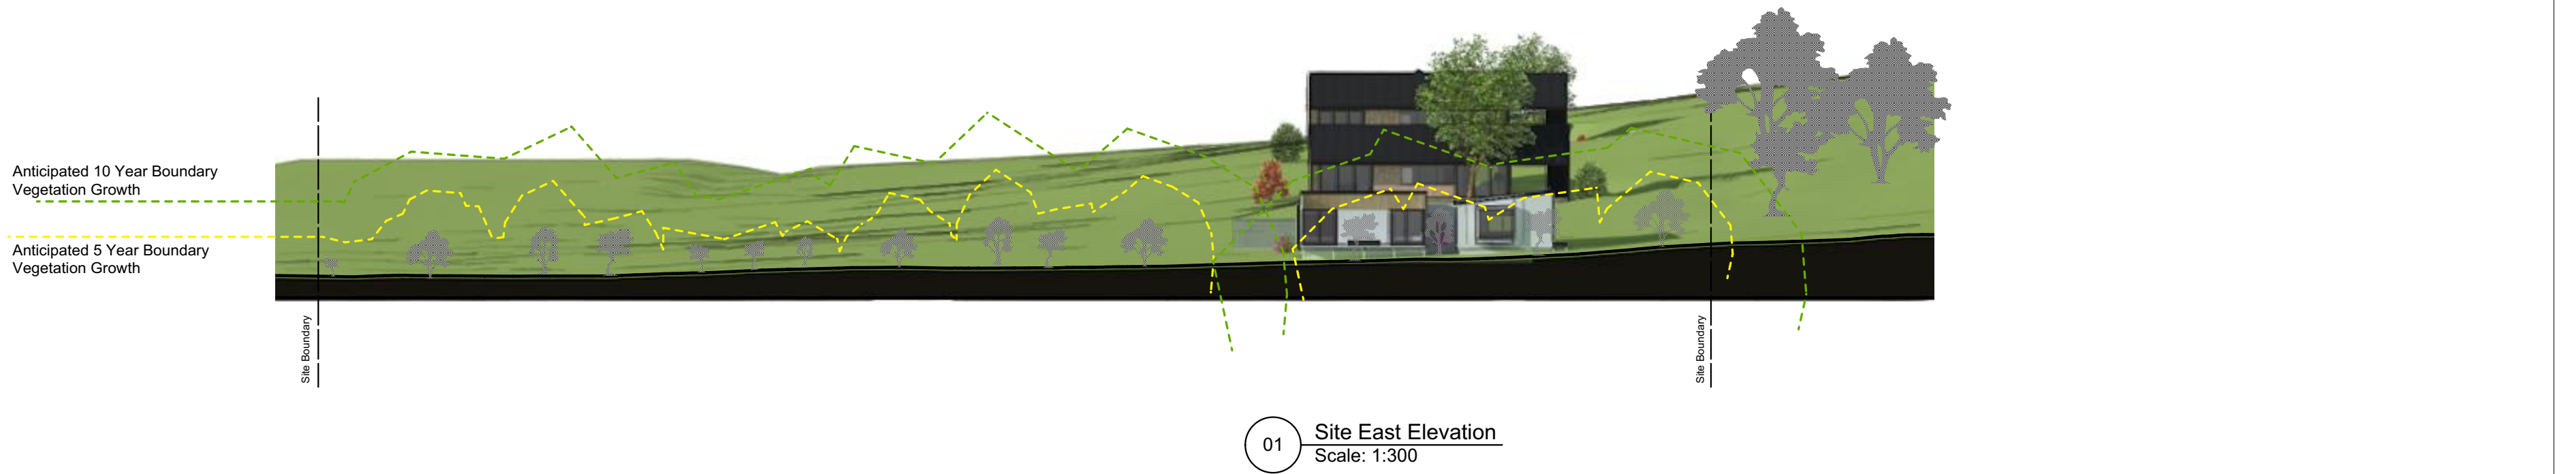 Anticipated 10 Year Boundary
Vegetation Growth
Anticipated 5 Year Boundary
Vegetation Growth
Site Boundary
Site Boundary
01
Site East Elevation
Scale: 1:300